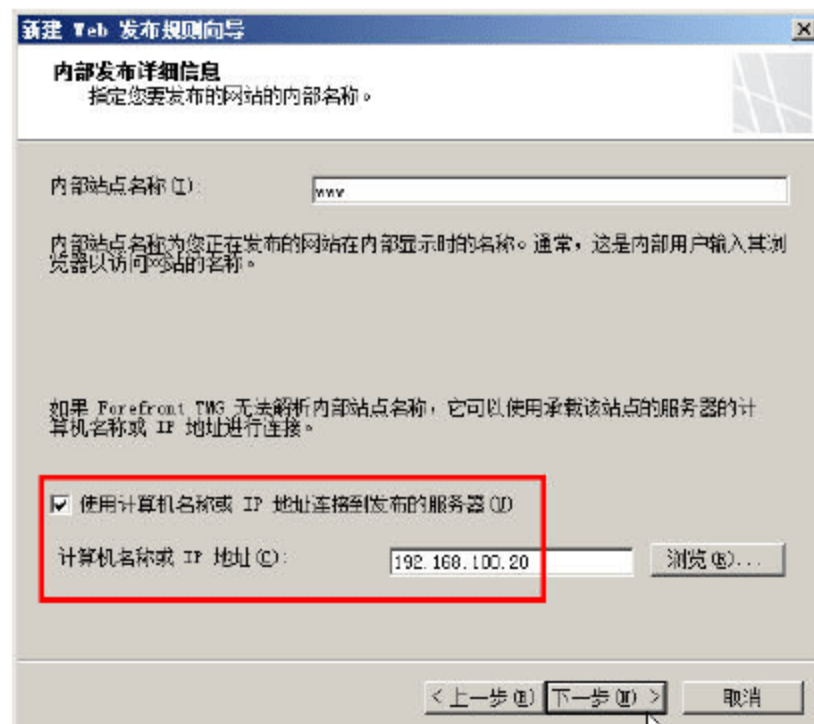 新建 Web 发布规则向导
内部发布详细信息
指定您要发布的网站的内部名称。
内部站点名称(I):
www
内部站点名称为您正在发布的网站在内部显示时的名称。通常，这是内部用户输入其浏
览器以访问网站的名称。
如果 Forefront TMG 无法解析内部站点名称，它可以使用承载该站点的服务器的计
算机名称或 IP 地址进行连接。
使用计算机名称或 IP 地址连接到发布的服务器(U)
计算机名称或 IP 地址(C):
192.168.100.20
浏览(R)...
< 上一步(B)
下一步(N) >
取消